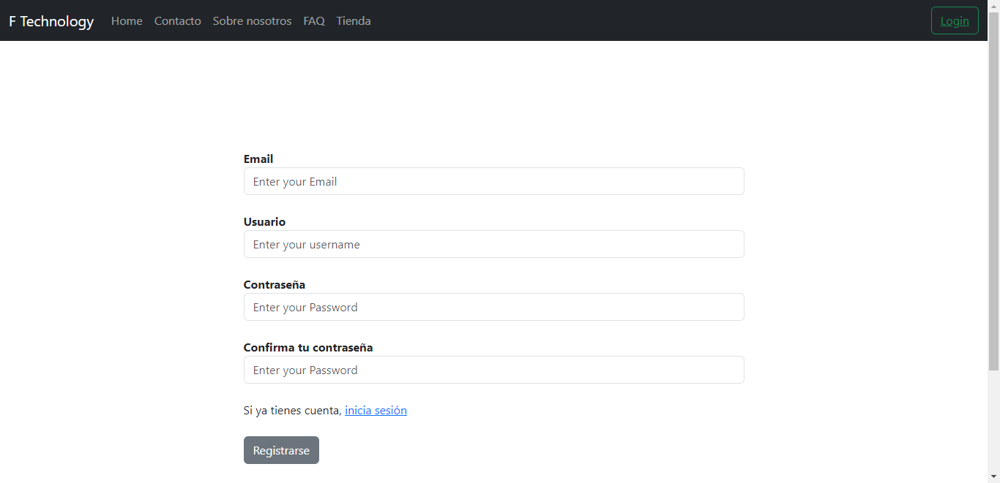 F Technology Home Contacto Sobre nosotros FAQ Tienda Login
Email
Enter your Email
Usuario
Enter your username
Contraseña
Enter your Password
Confirma tu contraseña
Enter your Password
Si ya tienes cuenta, inicia sesión
Registrarse